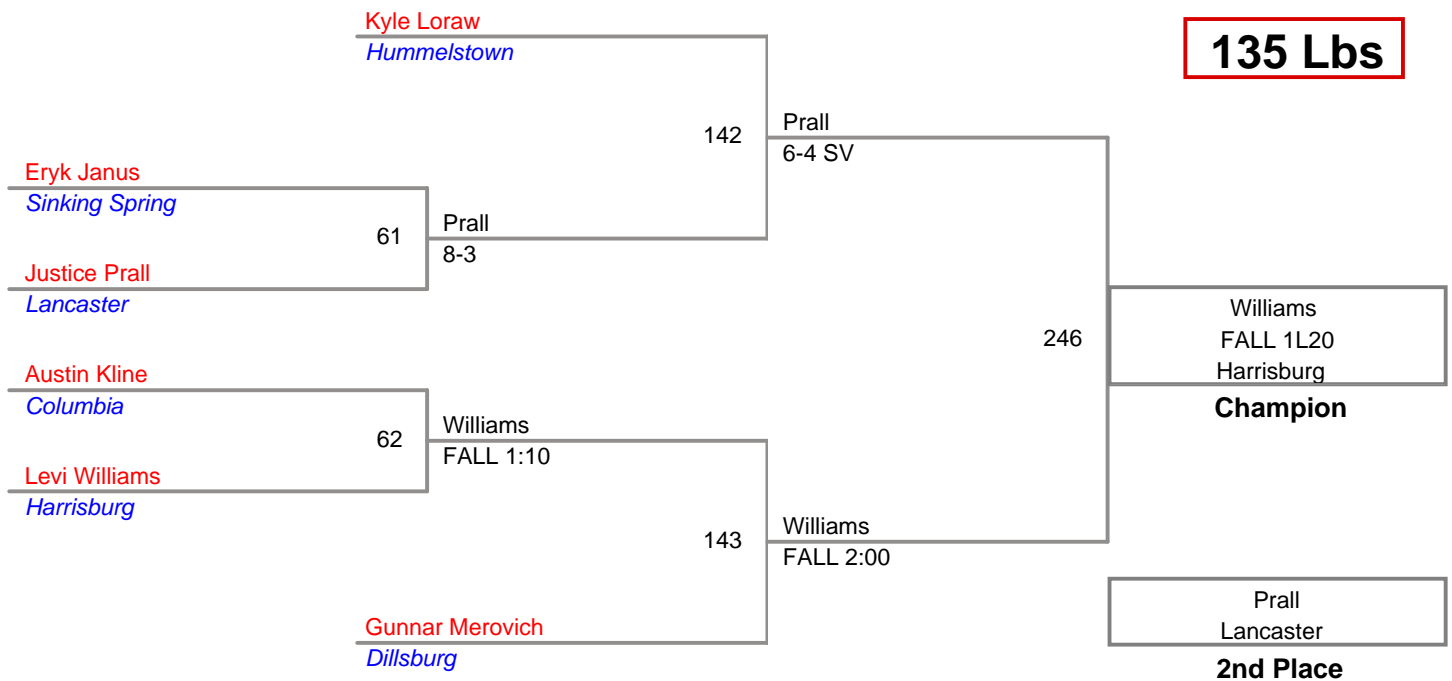 Kyle Loraw
Hummelstown
135 Lbs
142
Prall
6-4 SV
Eryk Janus
Sinking Spring
61
Prall
8-3
Justice Prall
Lancaster
246
Williams
FALL 1L20
Harrisburg
Champion
Austin Kline
Columbia
62
Williams
FALL 1:10
Levi Williams
Harrisburg
143
Williams
FALL 2:00
Gunnar Merovich
Dillsburg
Prall
Lancaster
2nd Place